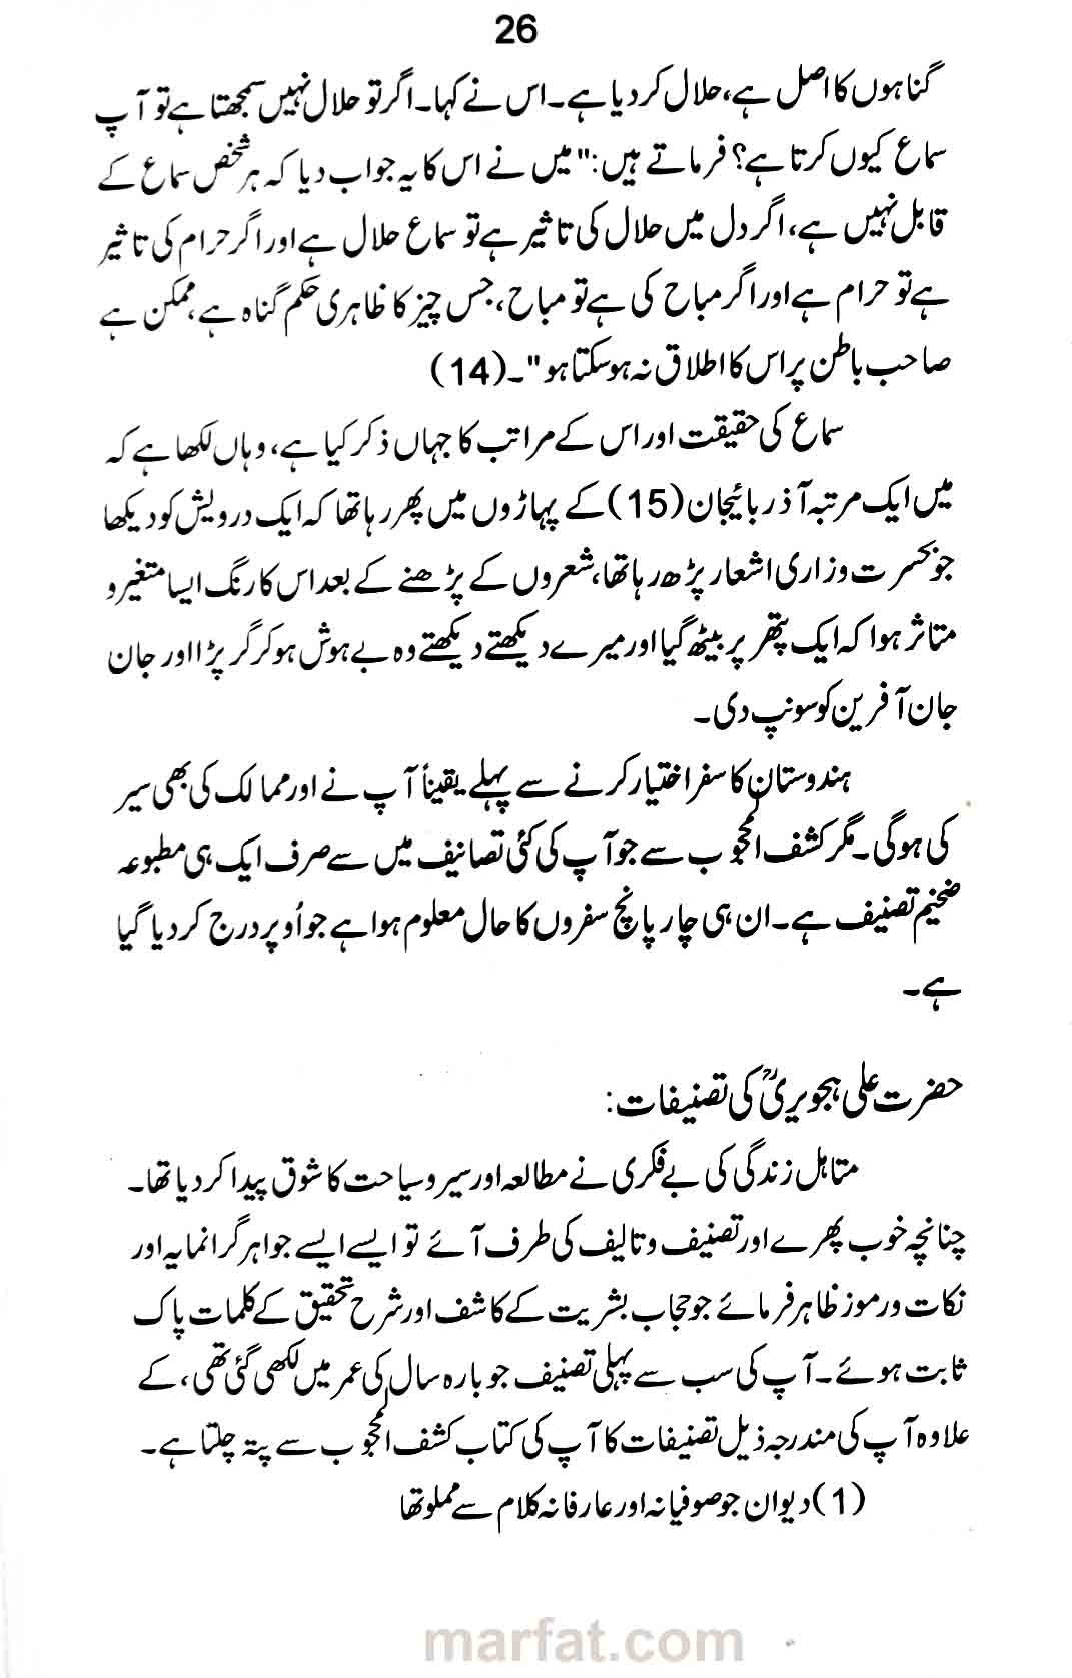 26
گناہوں کا اصل ہے، حلال کر دیا ہے۔ اس نے کہا۔ اگر تو حلال نہیں سمجھتا ہے تو آپ
سماع کیوں کرتا ہے؟ فرماتے ہیں: "میں نے اس کا یہ جواب دیا کہ ہر شخص سماع کے
قابل نہیں ہے، اگر دل میں حلال کی تاثیر ہے تو سماع حلال ہے اور اگر حرام کی تاثیر
ہے تو حرام ہے اور اگر مباح کی ہے تو مباح، جس چیز کا ظاہری حکم گناہ ہے، ممکن ہے
صاحب باطن پر اس کا اطلاق نہ ہو سکتا ہو"۔ (14)
سماع کی حقیقت اور اس کے مراتب کا جہاں ذکر کیا ہے، وہاں لکھا ہے کہ
میں ایک مرتبہ آذربائیجان (15) کے پہاڑوں میں پھر رہا تھا کہ ایک درویش کو دیکھا
جو بحسرت و زاری اشعار پڑھ رہا تھا، شعروں کے پڑھنے کے بعد اس کا رنگ ایسا متغیر و
متاثر ہوا کہ ایک پتھر پر بیٹھ گیا اور میرے دیکھتے دیکھتے وہ بے ہوش ہو کر گر پڑا اور جان
جان آفرین کو سونپ دی۔
ہندوستان کا سفر اختیار کرنے سے پہلے یقیناً آپ نے اور ممالک کی بھی سیر
کی ہوگی۔ مگر کشف المحجوب سے جو آپ کی کئی تصانیف میں سے صرف ایک ہی مطبوعہ
ضخیم تصنیف ہے۔ ان ہی چار پانچ سفروں کا حال معلوم ہوا ہے جو اُوپر درج کر دیا گیا
ہے۔
حضرت علی ہجویریؒ کی تصنیفات:
متاہل زندگی کی بے فکری نے مطالعہ اور سیر و سیاحت کا شوق پیدا کر دیا تھا۔
چنانچہ خوب پھرے اور تصنیف و تالیف کی طرف آئے تو ایسے ایسے جواہر گرانمایہ اور
نکات و رموز ظاہر فرمائے جو حجاب بشریت کے کاشف اور شرح تحقیق کے کلمات پاک
ثابت ہوئے۔ آپ کی سب سے پہلی تصنیف جو بارہ سال کی عمر میں لکھی گئی تھی، کے
علاوہ آپ کی مندرجہ ذیل تصنیفات کا آپ کی کتاب کشف المحجوب سے پتہ چلتا ہے۔
(1) دیوان جو صوفیانہ اور عارفانہ کلام سے مملو تھا
marfat.com